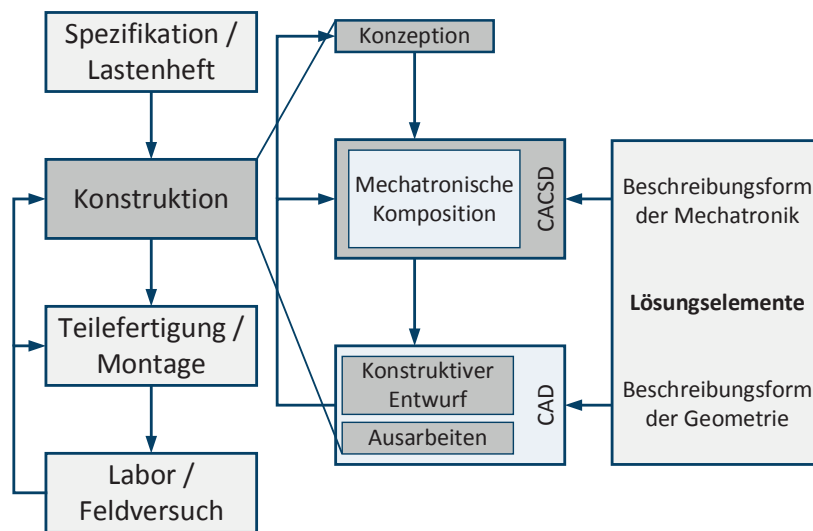 Spezifikation /
Lastenheft
Konstruktion
Teilefertigung /
Montage
Labor /
Feldversuch
Konzeption
Mechatronische
Komposition
CACSD
Konstruktiver
Entwurf
Ausarbeiten
CAD
Beschreibungsform
der Mechatronik
Lösungselemente
Beschreibungsform
der Geometrie